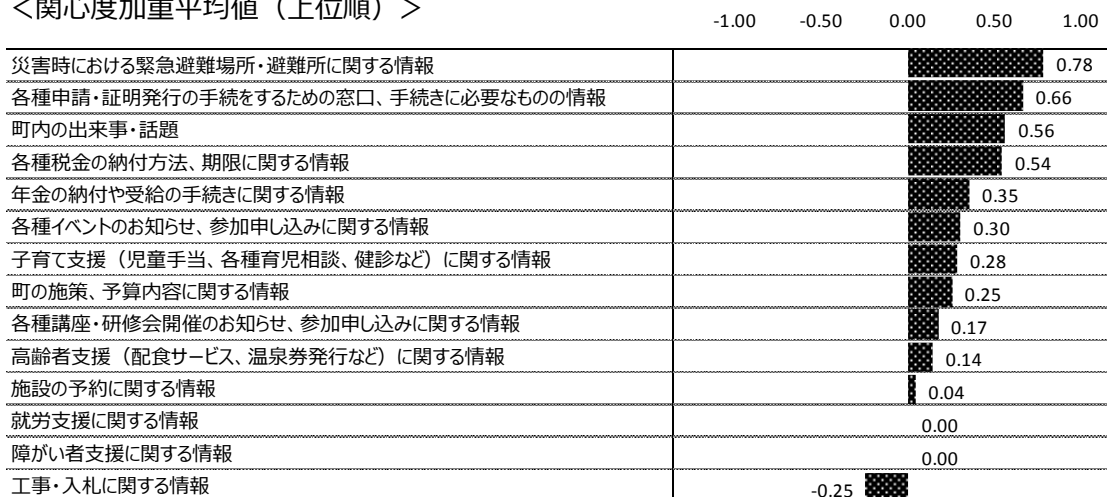 <関心度加重平均値（上位順）>
-1.00 -0.50 0.00 0.50 1.00
災害時における緊急避難場所・避難所に関する情報 0.78
各種申請・証明発行の手続をするための窓口、手続きに必要なものの情報 0.66
町内の出来事・話題 0.56
各種税金の納付方法、期限に関する情報 0.54
年金の納付や受給の手続きに関する情報 0.35
各種イベントのお知らせ、参加申し込みに関する情報 0.30
子育て支援（児童手当、各種育児相談、健診など）に関する情報 0.28
町の施策、予算内容に関する情報 0.25
各種講座・研修会開催のお知らせ、参加申し込みに関する情報 0.17
高齢者支援（配食サービス、温泉券発行など）に関する情報 0.14
施設の予約に関する情報 0.04
就労支援に関する情報 0.00
障がい者支援に関する情報 0.00
工事・入札に関する情報 -0.25